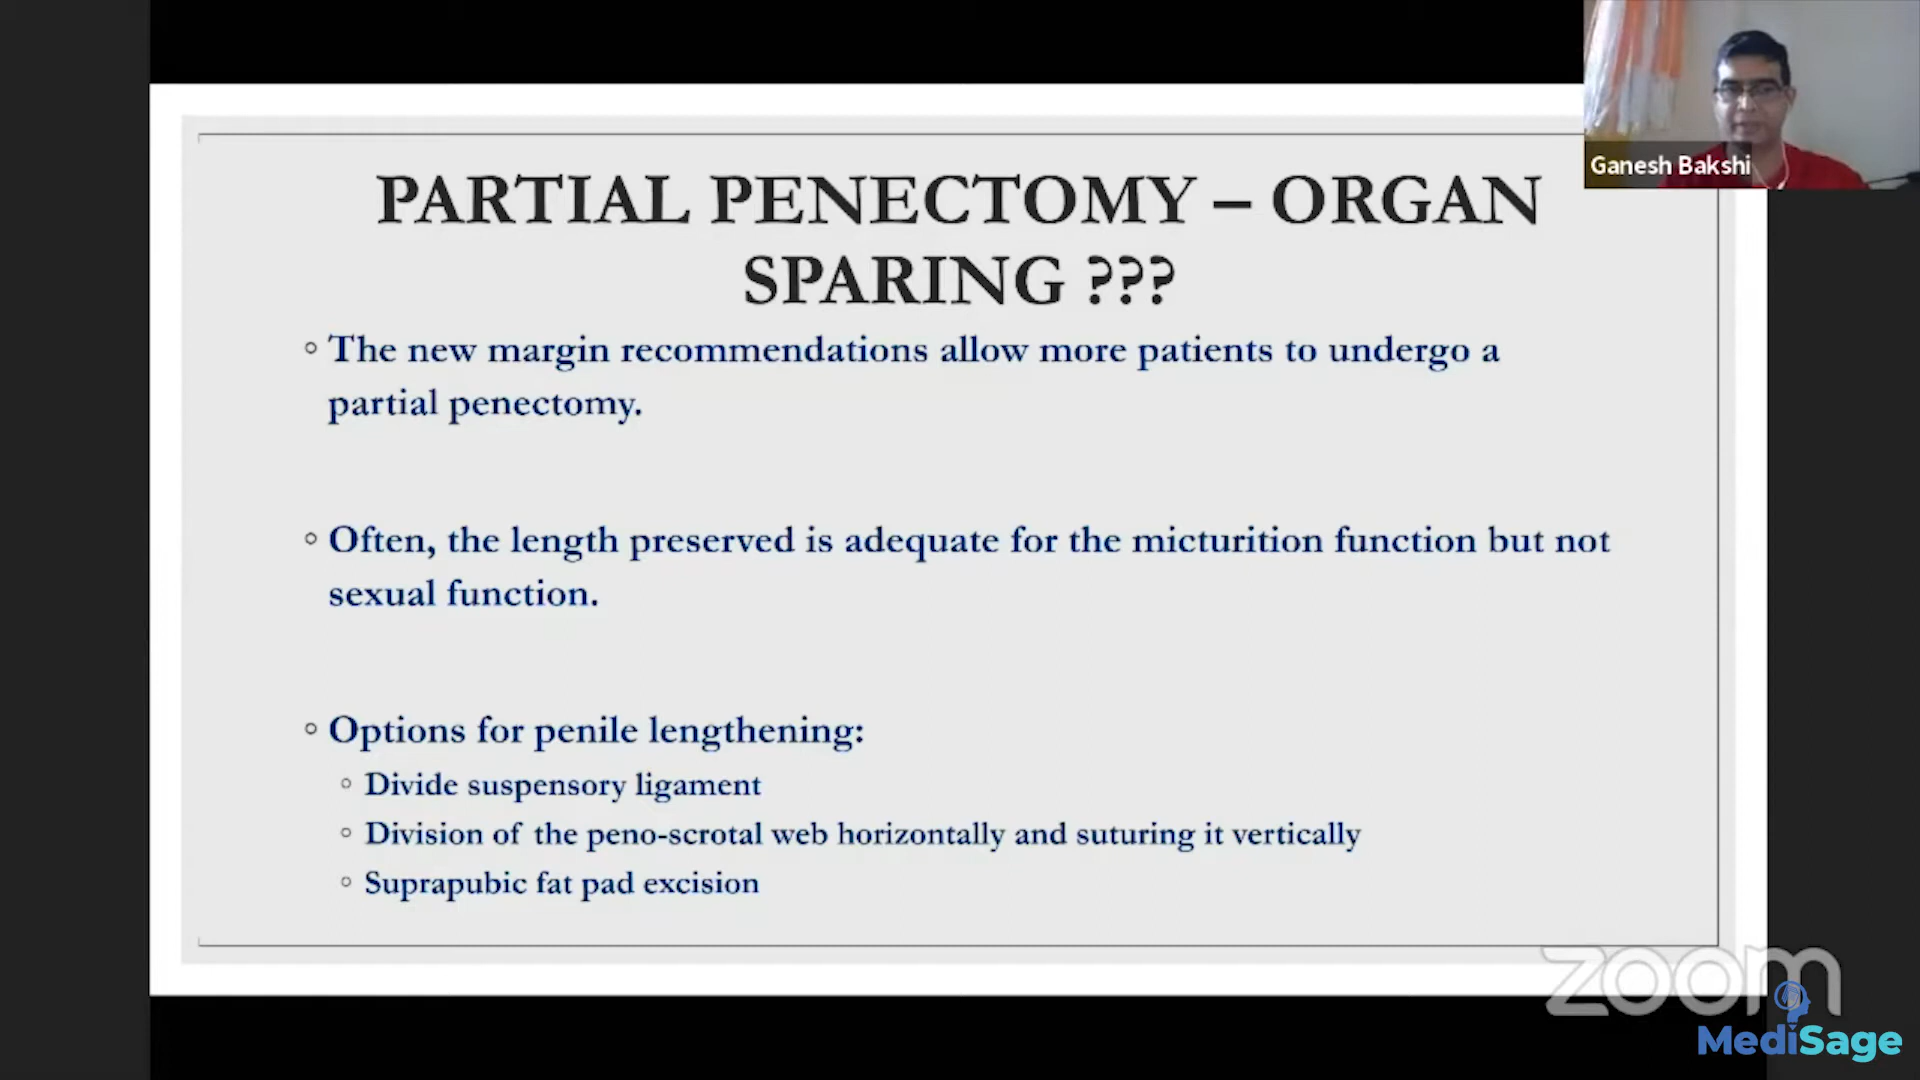 Ganesh Bakshi
PARTIAL PENECTOMY – ORGAN
SPARING ???
The new margin recommendations allow more patients to undergo a
partial penectomy.
Often, the length preserved is adequate for the micturition function but not
sexual function.
Options for penile lengthening:
Divide suspensory ligament
Division of the peno-scrotal web horizontally and suturing it vertically
Suprapubic fat pad excision
zoom
MediSage